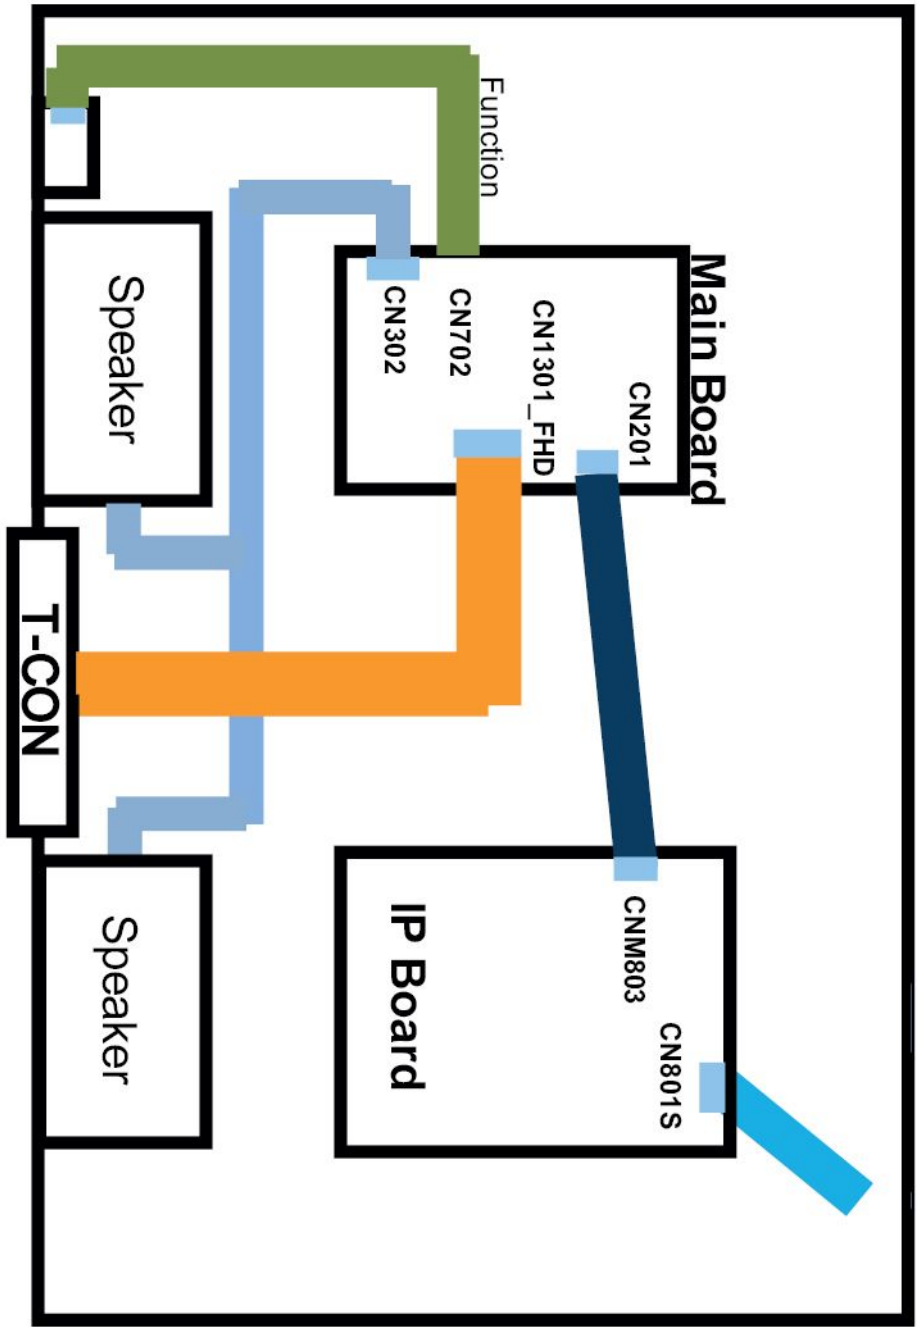 Main Board
Function
CN201
CN1301_FHD
CN702
CN302
Speaker
T-CON
IP Board
CNM803
CN801S
Speaker